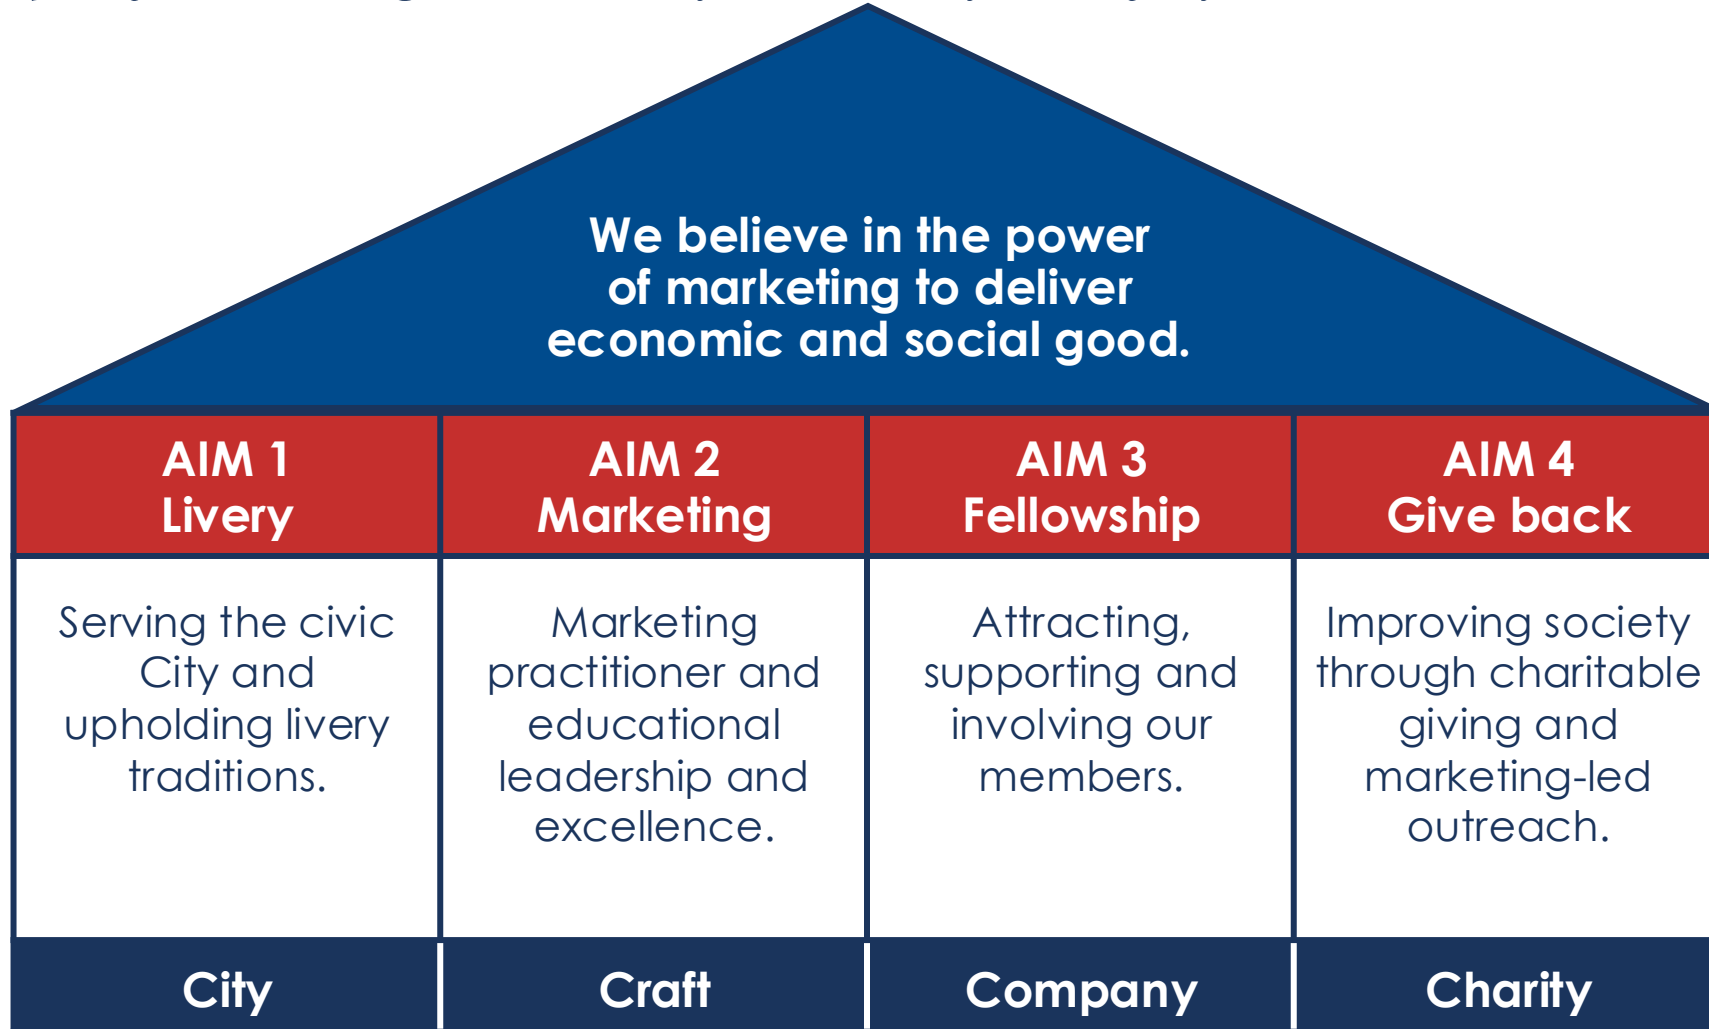 We believe in the power
of marketing to deliver
economic and social good.
AIM 1
Livery
AIM 2
Marketing
AIM 3
Fellowship
AIM 4
Give back
Serving the civic
City and
upholding livery
traditions.
Marketing
practitioner and
educational
leadership and
excellence.
Attracting,
supporting and
involving our
members.
Improving society
through charitable
giving and
marketing-led
outreach.
City
Craft
Company
Charity